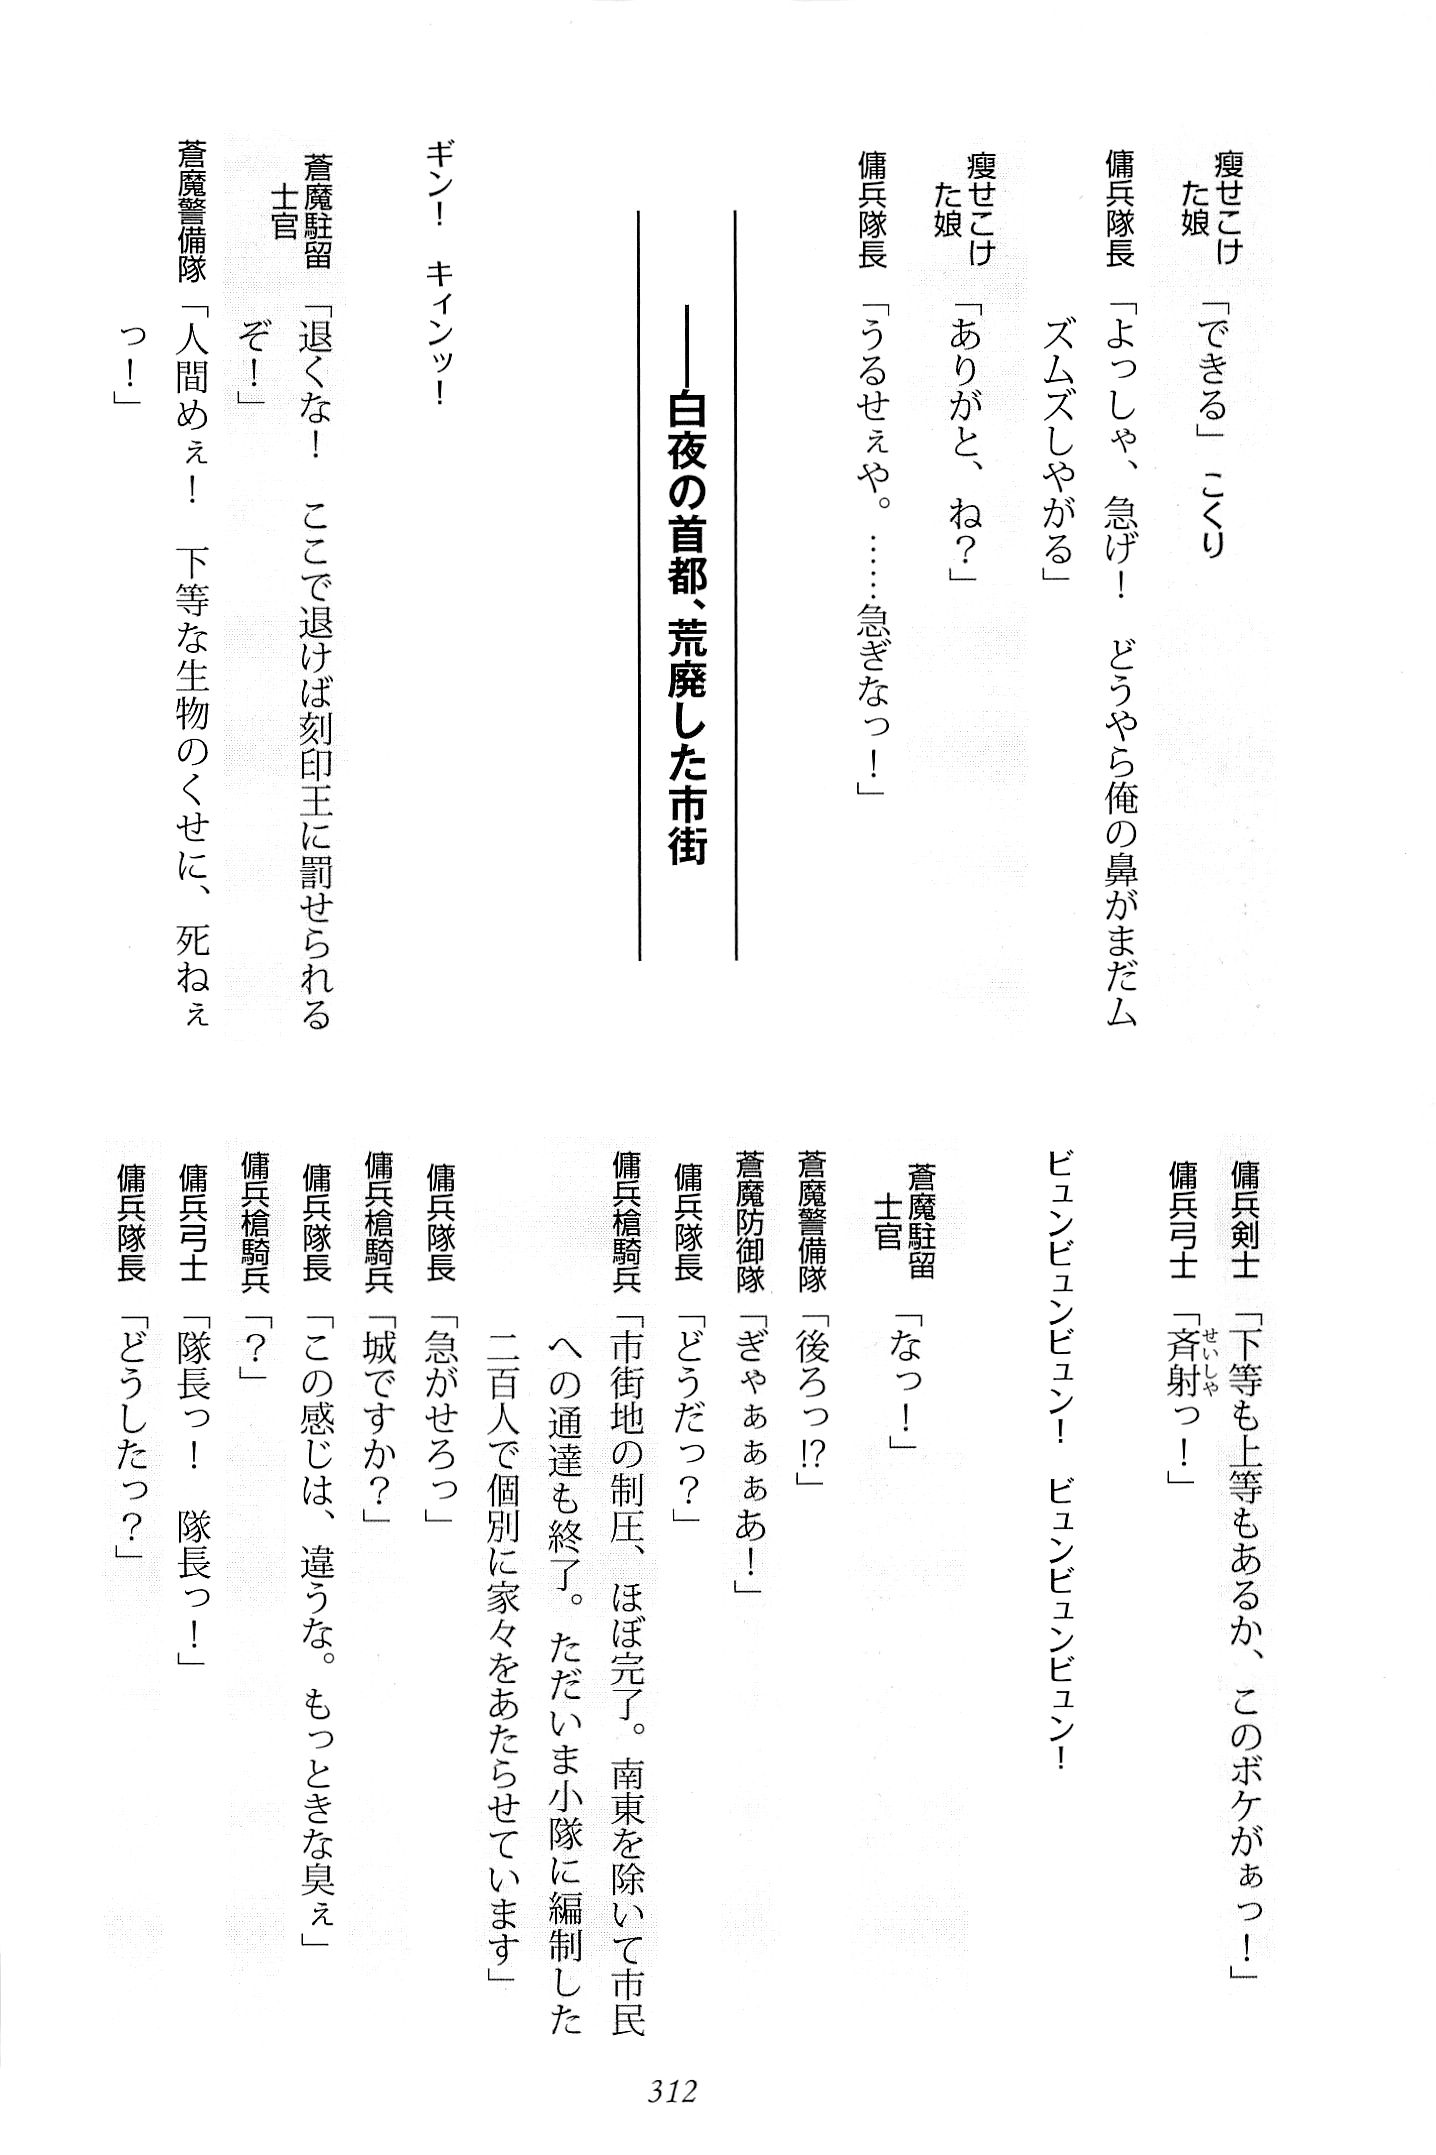 痩せこけた娘「できる」 こくり
傭兵隊長「よっしゃ、急げ！　どうやら俺の鼻がまだム
ズムズしやがる」
痩せこけた娘「ありがと、ね？」
傭兵隊長「うるせぇや。……急ぎなっ！」
――白夜の首都、荒廃した市街
ギン！　キィンッ！
蒼魔駐留士官「退くな！　ここで退けば刻印王に罰せられる
ぞ！」
蒼魔警備隊「人間めぇ！　下等な生物のくせに、死ねぇ
っ！」
傭兵剣士「下等も上等もあるか、このボケがぁっ！」
傭兵弓士「斉射せいしゃっ！」
ビュンビュンビュン！　ビュンビュンビュン！
蒼魔駐留士官「なっ！」
蒼魔警備隊「後ろっ!?」
蒼魔防御隊「ぎゃぁぁぁあ！」
傭兵隊長「どうだっ？」
傭兵槍騎兵「市街地の制圧、ほぼ完了。南東を除いて市民
への通達も終了。ただいま小隊に編制した
二百人で個別に家々をあたらせています」
傭兵隊長「急がせろっ」
傭兵槍騎兵「城ですか？」
傭兵隊長「この感じは、違うな。もっときな臭ぇ」
傭兵槍騎兵「？」
傭兵弓士「隊長っ！　隊長っ！」
傭兵隊長「どうしたっ？」
312